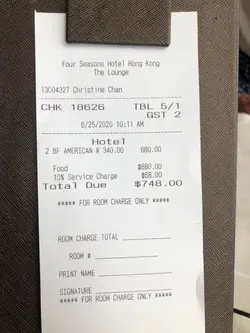 Four Seasons Hotel Hong Kong
The Lounge
13004327 Christine Chan
CHK 18626 TBL 5/1
GST 2
6/25/2020 10:11 AM
Hotel
2 BF AMERICAN @ 340.00 680.00
Food $680.00
10% Service Charge $68.00
Total Due $748.00
***** FOR ROOM CHARGE ONLY *****
ROOM CHARGE TOTAL
ROOM #
PRINT NAME
SIGNATURE
***** FOR ROOM CHARGE ONLY *****